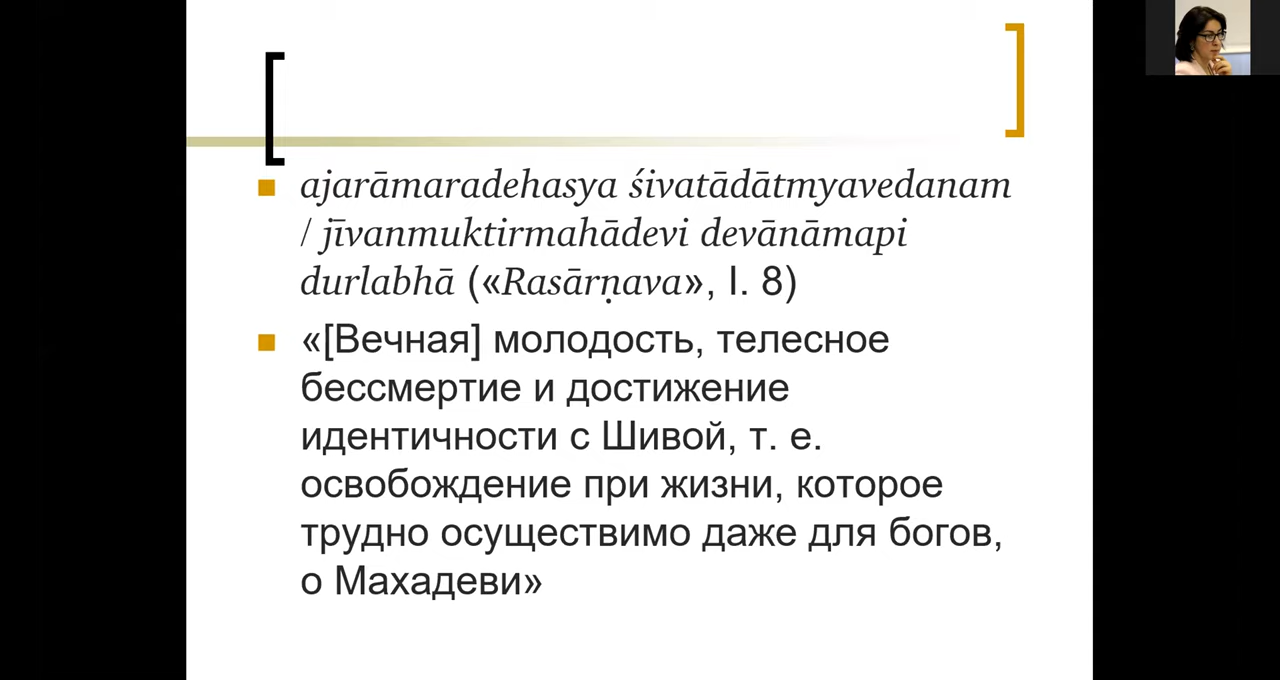 ajarāmaradehasya śivatādātmyavedanam
/ jīvanmuktirmahādevi devānāmapi
durlabhā («Rasārṇava», I. 8)
«[Вечная] молодость, телесное
бессмертие и достижение
идентичности с Шивой, т. е.
освобождение при жизни, которое
трудно осуществимо даже для богов,
о Махадеви»